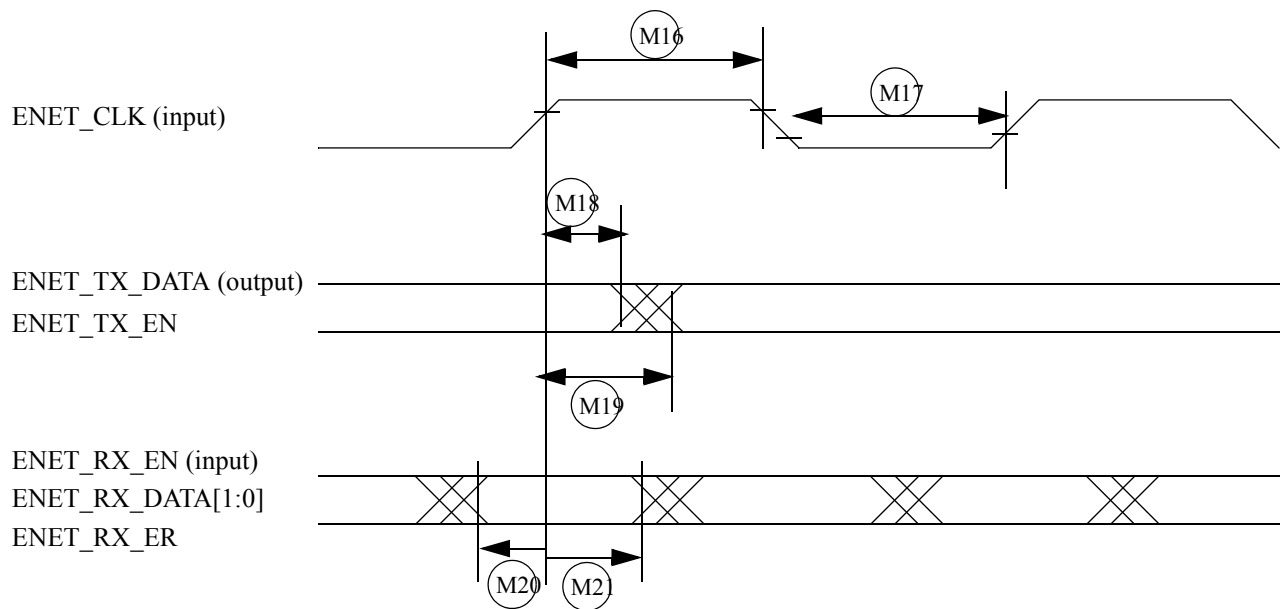 M16
ENET_CLK (input)
M17
M18
ENET_TX_DATA (output)
ENET_TX_EN
M19
ENET_RX_EN (input)
ENET_RX_DATA[1:0]
ENET_RX_ER
M20
M21